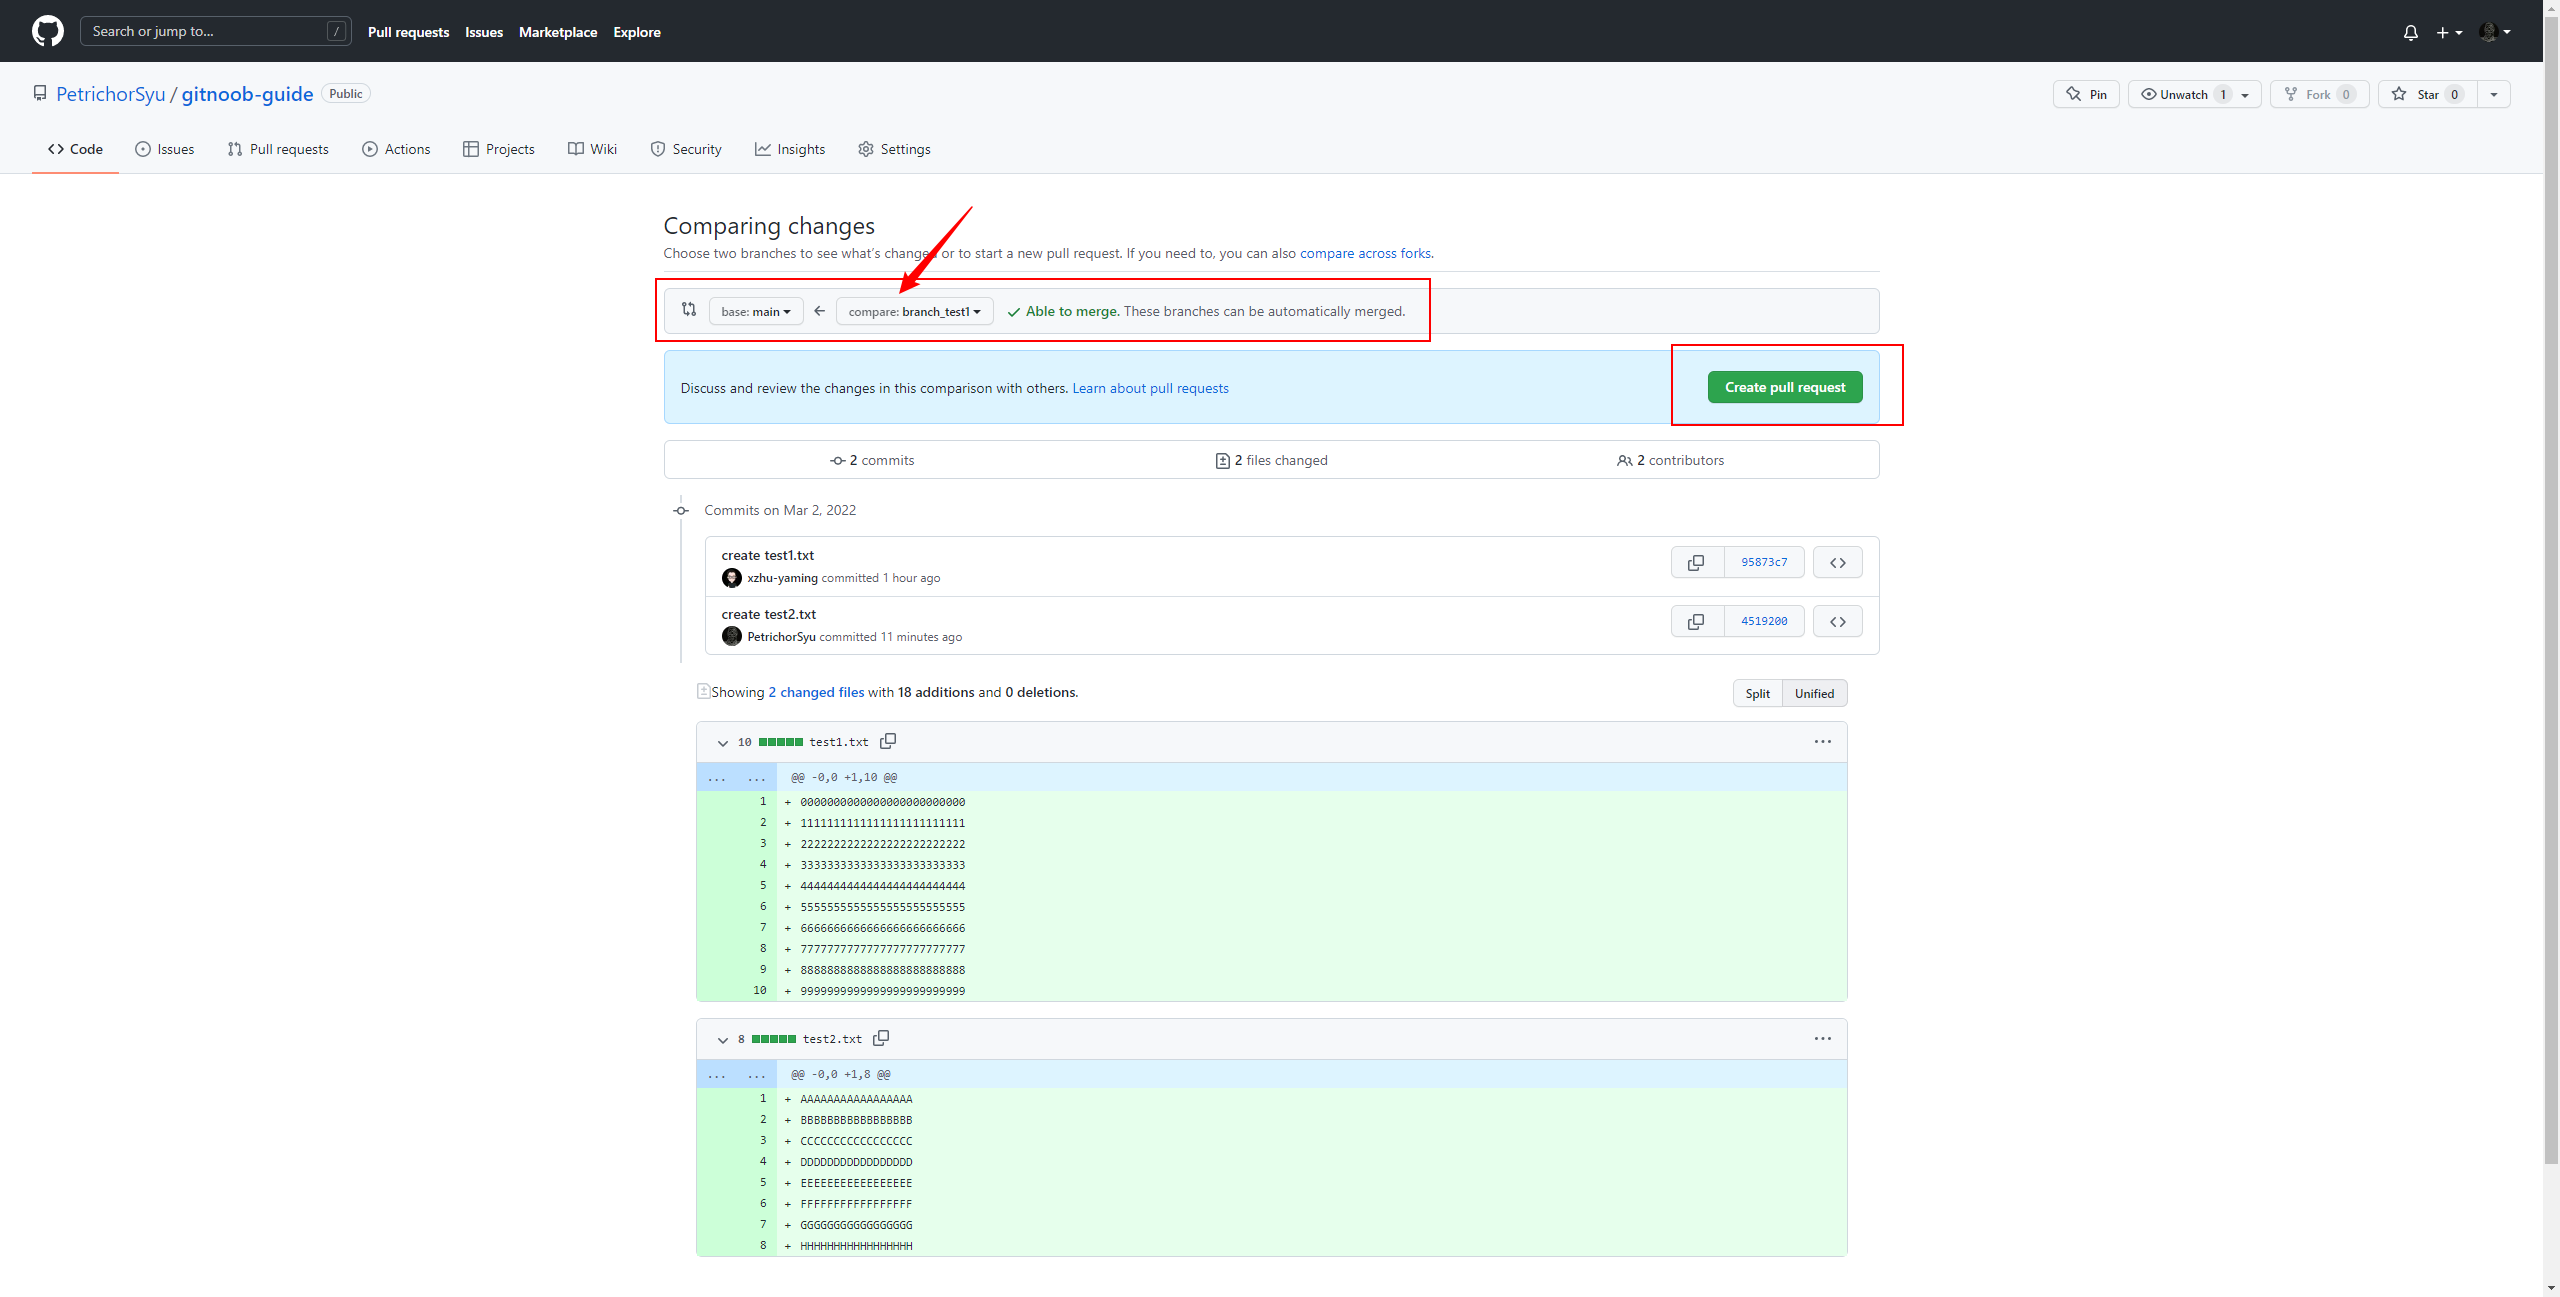 Search or jump to... /
Pull requests Issues Marketplace Explore
PetrichorSyu / gitnoob-guide Public
Pin Unwatch 1 Fork 0 Star 0
Code Issues Pull requests Actions Projects Wiki Security Insights Settings
Comparing changes
Choose two branches to see what's changed or to start a new pull request. If you need to, you can also compare across forks.
base: main compare: branch_test1 Able to merge. These branches can be automatically merged.
Discuss and review the changes in this comparison with others. Learn about pull requests
Create pull request
2 commits 2 files changed 2 contributors
Commits on Mar 2, 2022
create test1.txt
xzhu-yaming committed 1 hour ago
95873c7
create test2.txt
PetrichorSyu committed 11 minutes ago
4519200
Showing 2 changed files with 18 additions and 0 deletions.
Split Unified
10 test1.txt
... ... @@ -0,0 +1,10 @@
1 + 0000000000000000000000000
2 + 1111111111111111111111111
3 + 2222222222222222222222222
4 + 3333333333333333333333333
5 + 4444444444444444444444444
6 + 5555555555555555555555555
7 + 6666666666666666666666666
8 + 7777777777777777777777777
9 + 8888888888888888888888888
10 + 9999999999999999999999999
8 test2.txt
... ... @@ -0,0 +1,8 @@
1 + AAAAAAAAAAAAAAAAA
2 + BBBBBBBBBBBBBBBBB
3 + CCCCCCCCCCCCCCCCC
4 + DDDDDDDDDDDDDDDDD
5 + EEEEEEEEEEEEEEEEE
6 + FFFFFFFFFFFFFFFFF
7 + GGGGGGGGGGGGGGGGG
8 + HHHHHHHHHHHHHHHHH